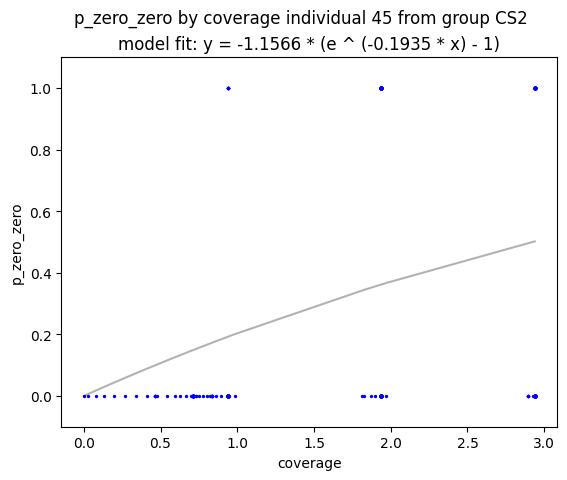 p_zero_zero by coverage individual 45 from group CS2
model fit: y = -1.1566 * (e ^ (-0.1935 * x) - 1)
1.0
0.8
0.6
0.4
0.2
0.0
p_zero_zero
0.0 0.5 1.0 1.5 2.0 2.5 3.0
coverage